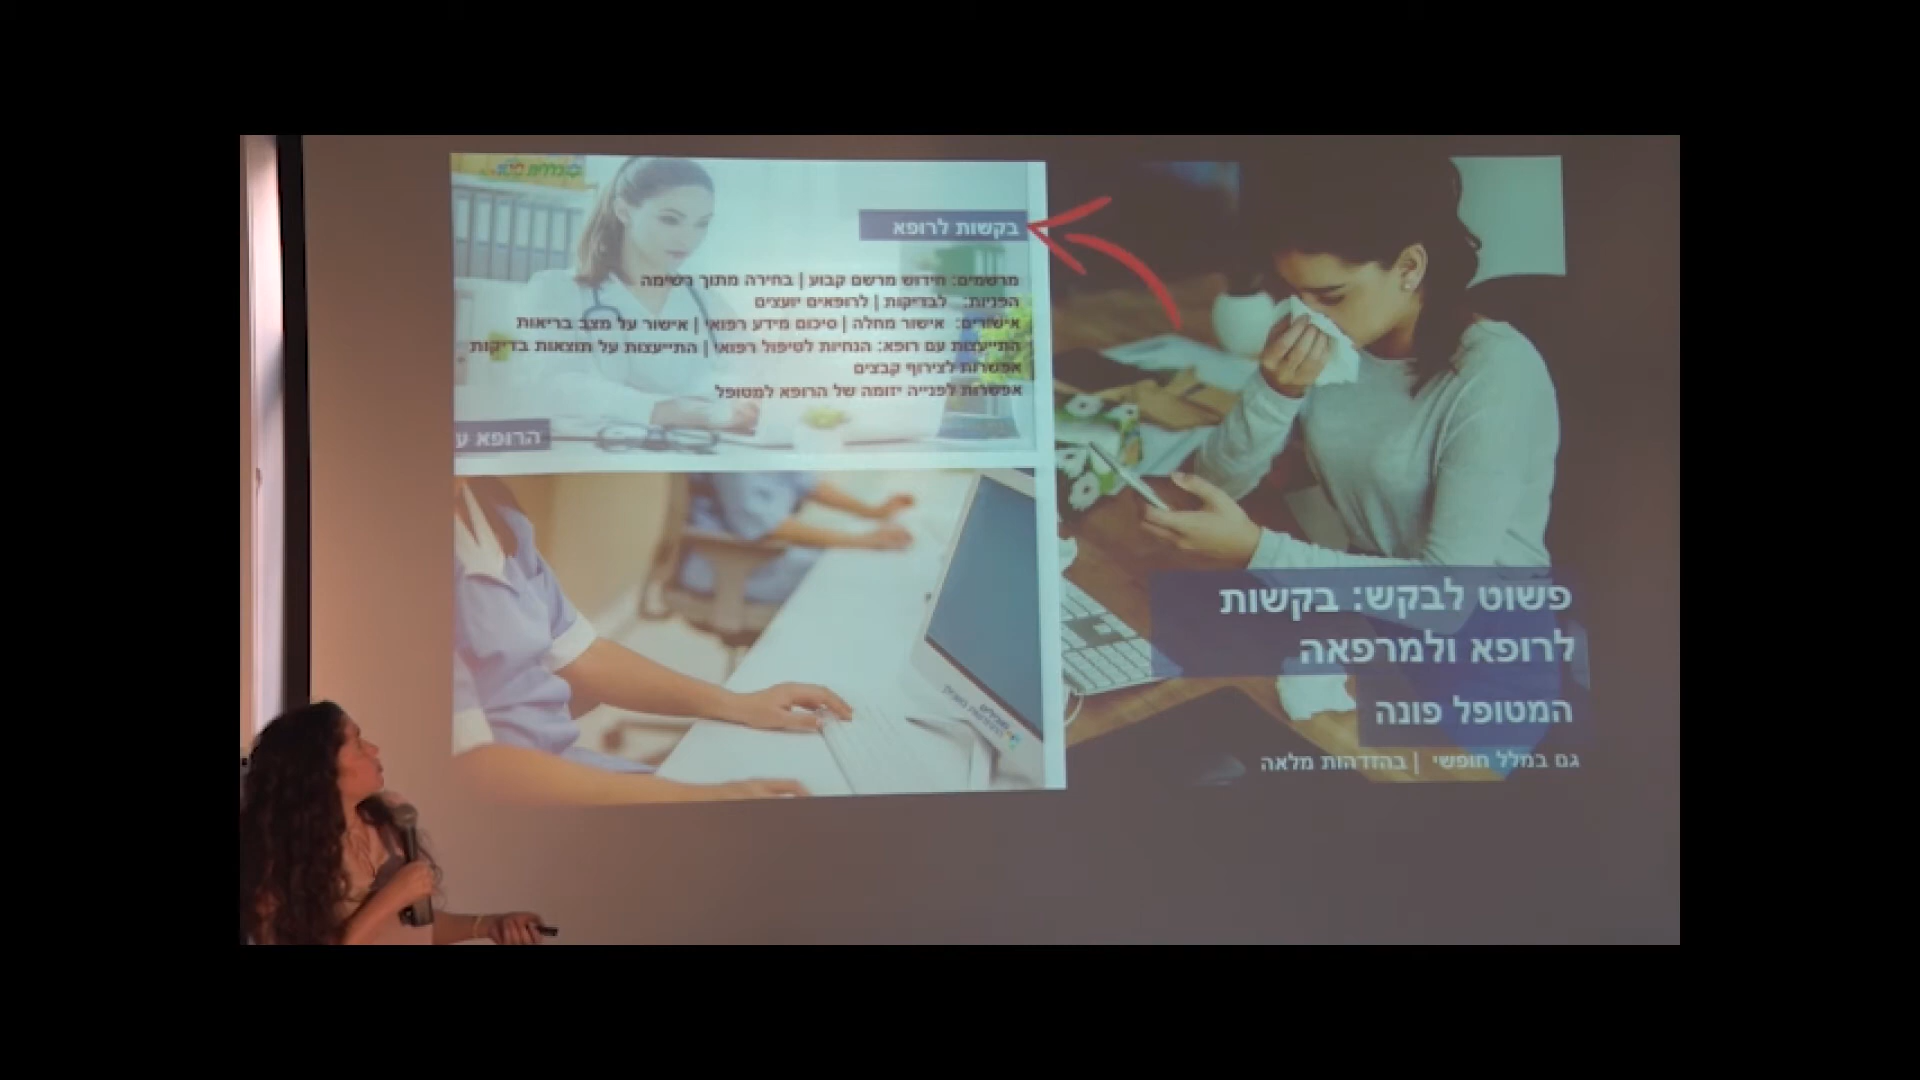 בקשות לרופא
מרשמים: חידוש מרשם קבוע | בחירה מתוך רשימה
הפניות: לבדיקות | לרופאים יועצים
אישורים: אישור מחלה | סיכום מידע רפואי | אישור על מצב בריאות
התייעצות עם רופא: הנחיות לטיפול רפואי | התייעצות על תוצאות בדיקות
אפשרות לצירוף קבצים
אפשרות לפנייה יזומה של הרופא למטופל
הרופא ע
פשוט לבקש: בקשות
לרופא ולמרפאה
המטופל פונה
גם במלל חופשי | בהזדהות מלאה
כללית